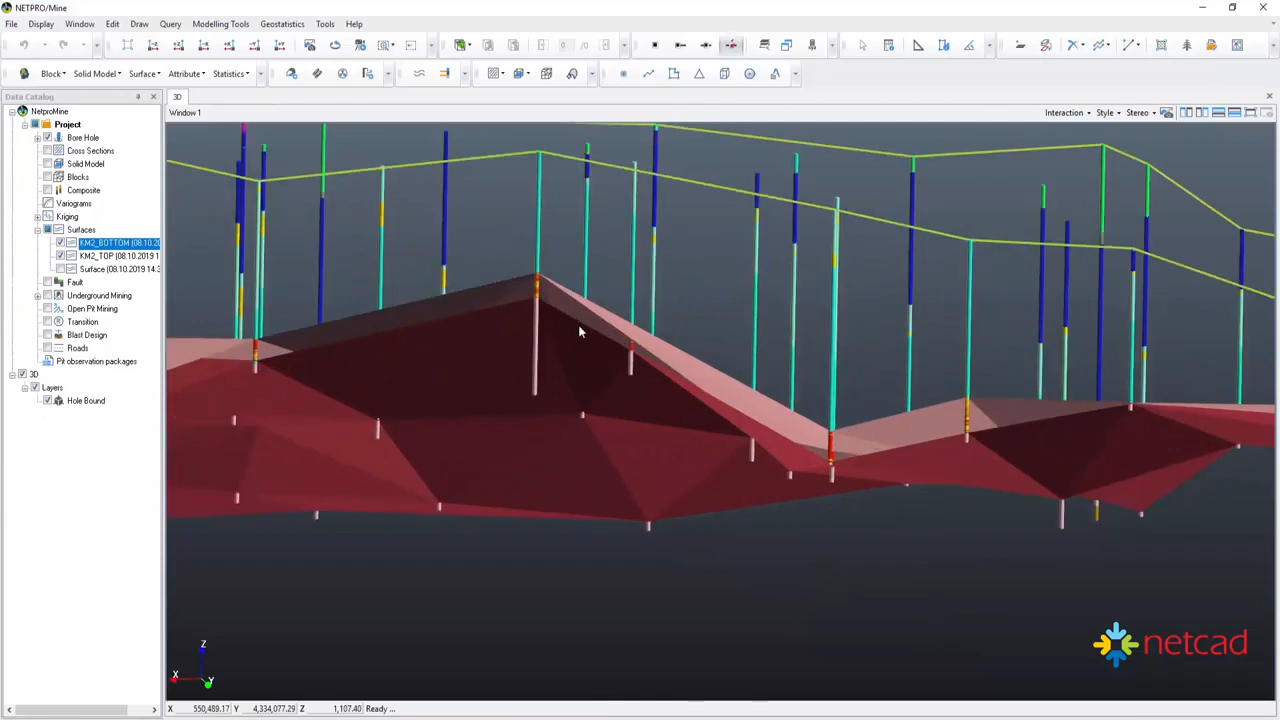 NETPRO/Mine
File Display Window Edit Draw Query Modelling Tools Geostatistics Tools Help
Block Solid Model Surface Attribute Statistics
Data Catalog
3D
Window 1
Interaction Style Stereo
NetproMine
Project
Bore Hole
Cross Sections
Solid Model
Blocks
Composite
Variograms
Kriging
Surfaces
KM2_BOTTOM (08.10.20
KM2_TOP (08.10.2019 1
Surface (08.10.2019 14:3
Fault
Underground Mining
Open Pit Mining
Transition
Blast Design
Roads
Pit observation packages
3D
Layers
Hole Bound
netcad
Z
X
Y
X 550,489.17 Y 4,334,077.29 Z 1,107.40 Ready ...